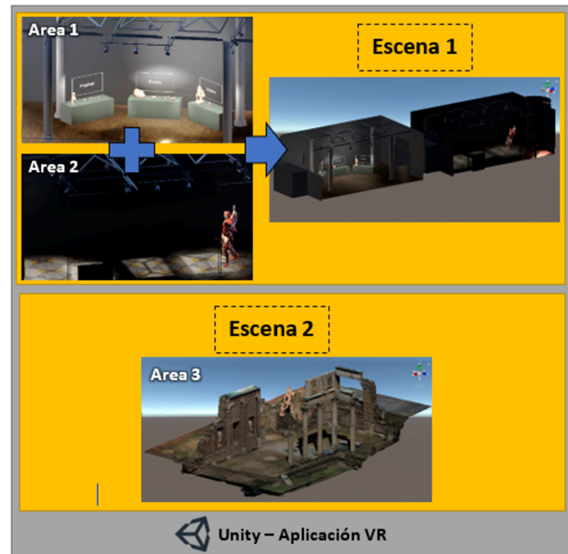 Area 1
Escena 1
Area 2
Escena 2
Area 3
Unity – Aplicación VR